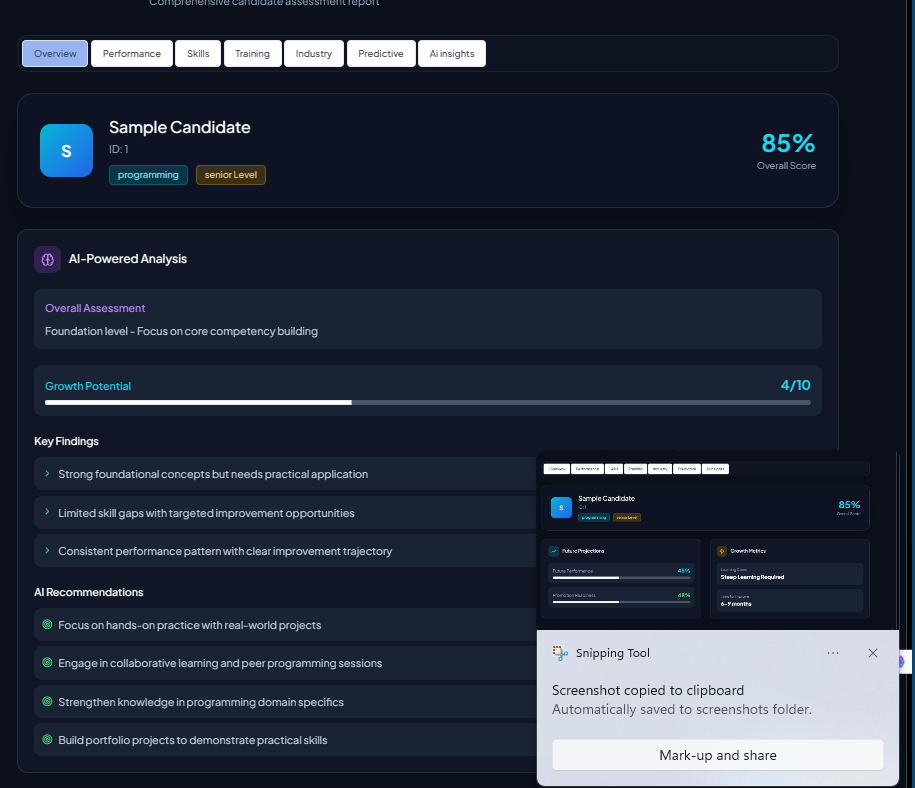 Comprehensive candidate assessment report
Overview Performance Skills Training Industry Predictive Ai insights
S
Sample Candidate
ID: 1
programming senior Level
85%
Overall Score
AI-Powered Analysis
Overall Assessment
Foundation level - Focus on core competency building
Growth Potential 4/10
Key Findings
Strong foundational concepts but needs practical application
Limited skill gaps with targeted improvement opportunities
Consistent performance pattern with clear improvement trajectory
AI Recommendations
Focus on hands-on practice with real-world projects
Engage in collaborative learning and peer programming sessions
Strengthen knowledge in programming domain specifics
Build portfolio projects to demonstrate practical skills
Overview Performance Skills Training Industry Predictive Ai insights
S
Sample Candidate
ID: 1
programming senior Level
85%
Overall Score
Future Projections
Future Performance 48%
Promotion Readiness 48%
Growth Metrics
Learning Curve
Steep Learning Required
Time to Improve
6-9 months
Snipping Tool
Screenshot copied to clipboard
Automatically saved to screenshots folder.
Mark-up and share